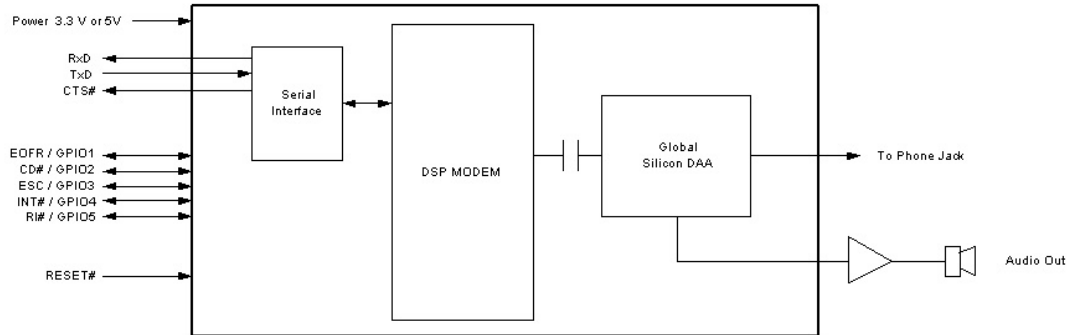 Power 3.3 V or 5V
RxD
TxD
CTS#
Serial
Interface
EOFR / GPIO1
CD# / GPIO2
ESC / GPIO3
INT# / GPIO4
RI# / GPIO5
RESET#
DSP MODEM
Global
Silicon DAA
To Phone Jack
Audio Out